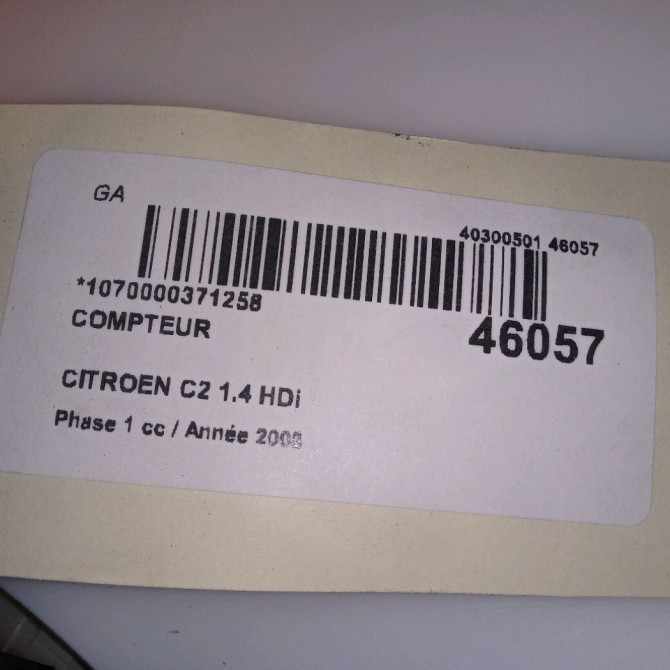 GA
40300501 46057
*1070000371258
46057
COMPTEUR
CITROEN C2 1.4 HDi
Phase 1 cc / Année